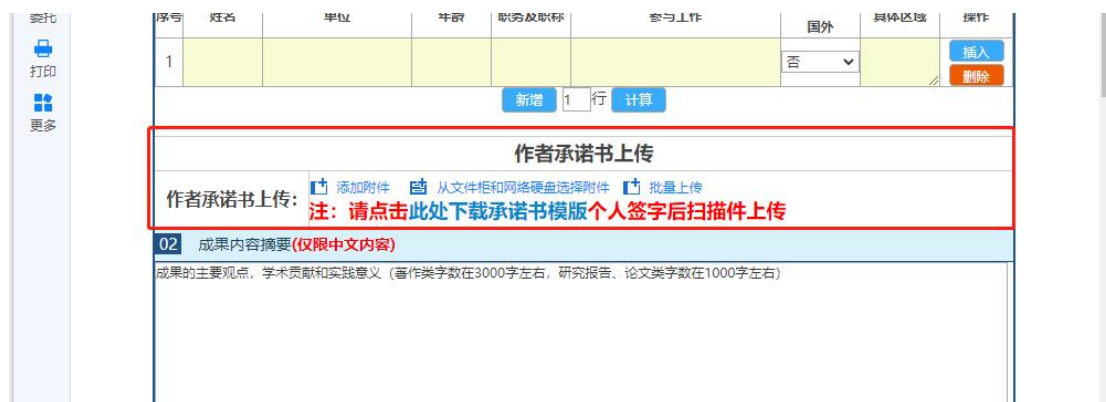 委托
打印
更多
序号 姓名 单位 年龄 职务及职称 参与工作 国外 具体区域 操作
1 否 插入
删除
新增 1 行 计算
作者承诺书上传
作者承诺书上传： 添加附件 从文件柜和网络硬盘选择附件 批量上传
注：请点击此处下载承诺书模版个人签字后扫描件上传
02 成果内容摘要(仅限中文内容)
成果的主要观点，学术贡献和实践意义（著作类字数在3000字左右，研究报告、论文类字数在1000字左右）